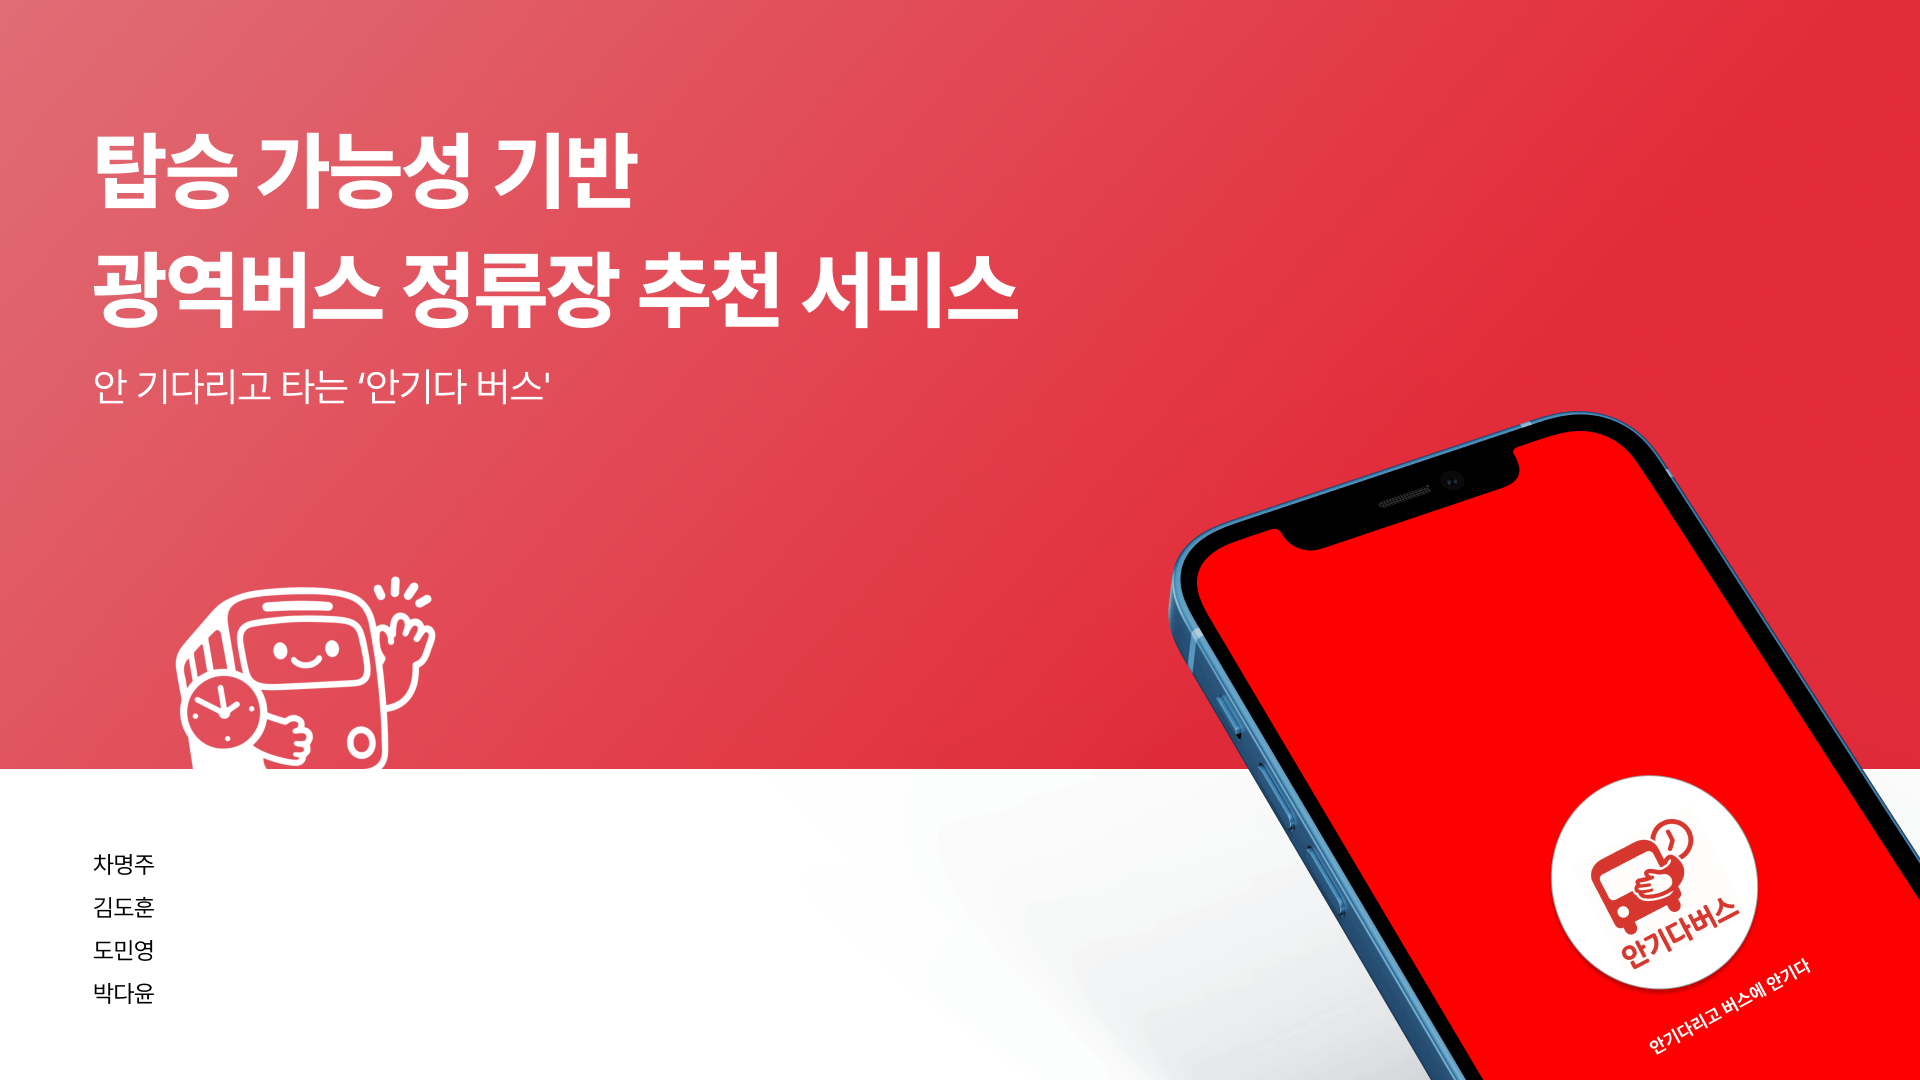 탑승 가능성 기반
광역버스 정류장 추천 서비스
안 기다리고 타는 ‘안기다 버스'
차명주
김도훈
도민영
박다윤
안기다버스
안기다리고 버스에 안기다